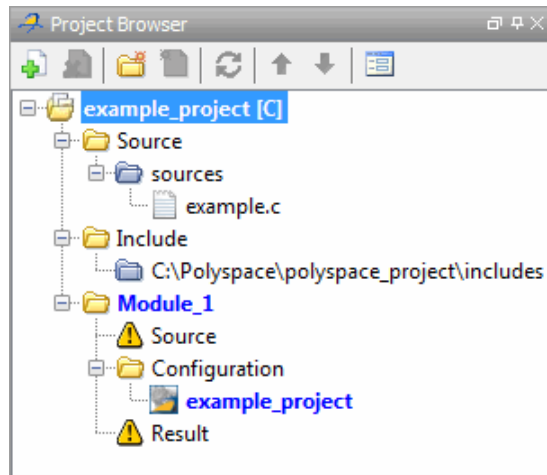 Project Browser
example_project [C]
Source
sources
example.c
Include
C:\Polyspace\polyspace_project\includes
Module_1
Source
Configuration
example_project
Result